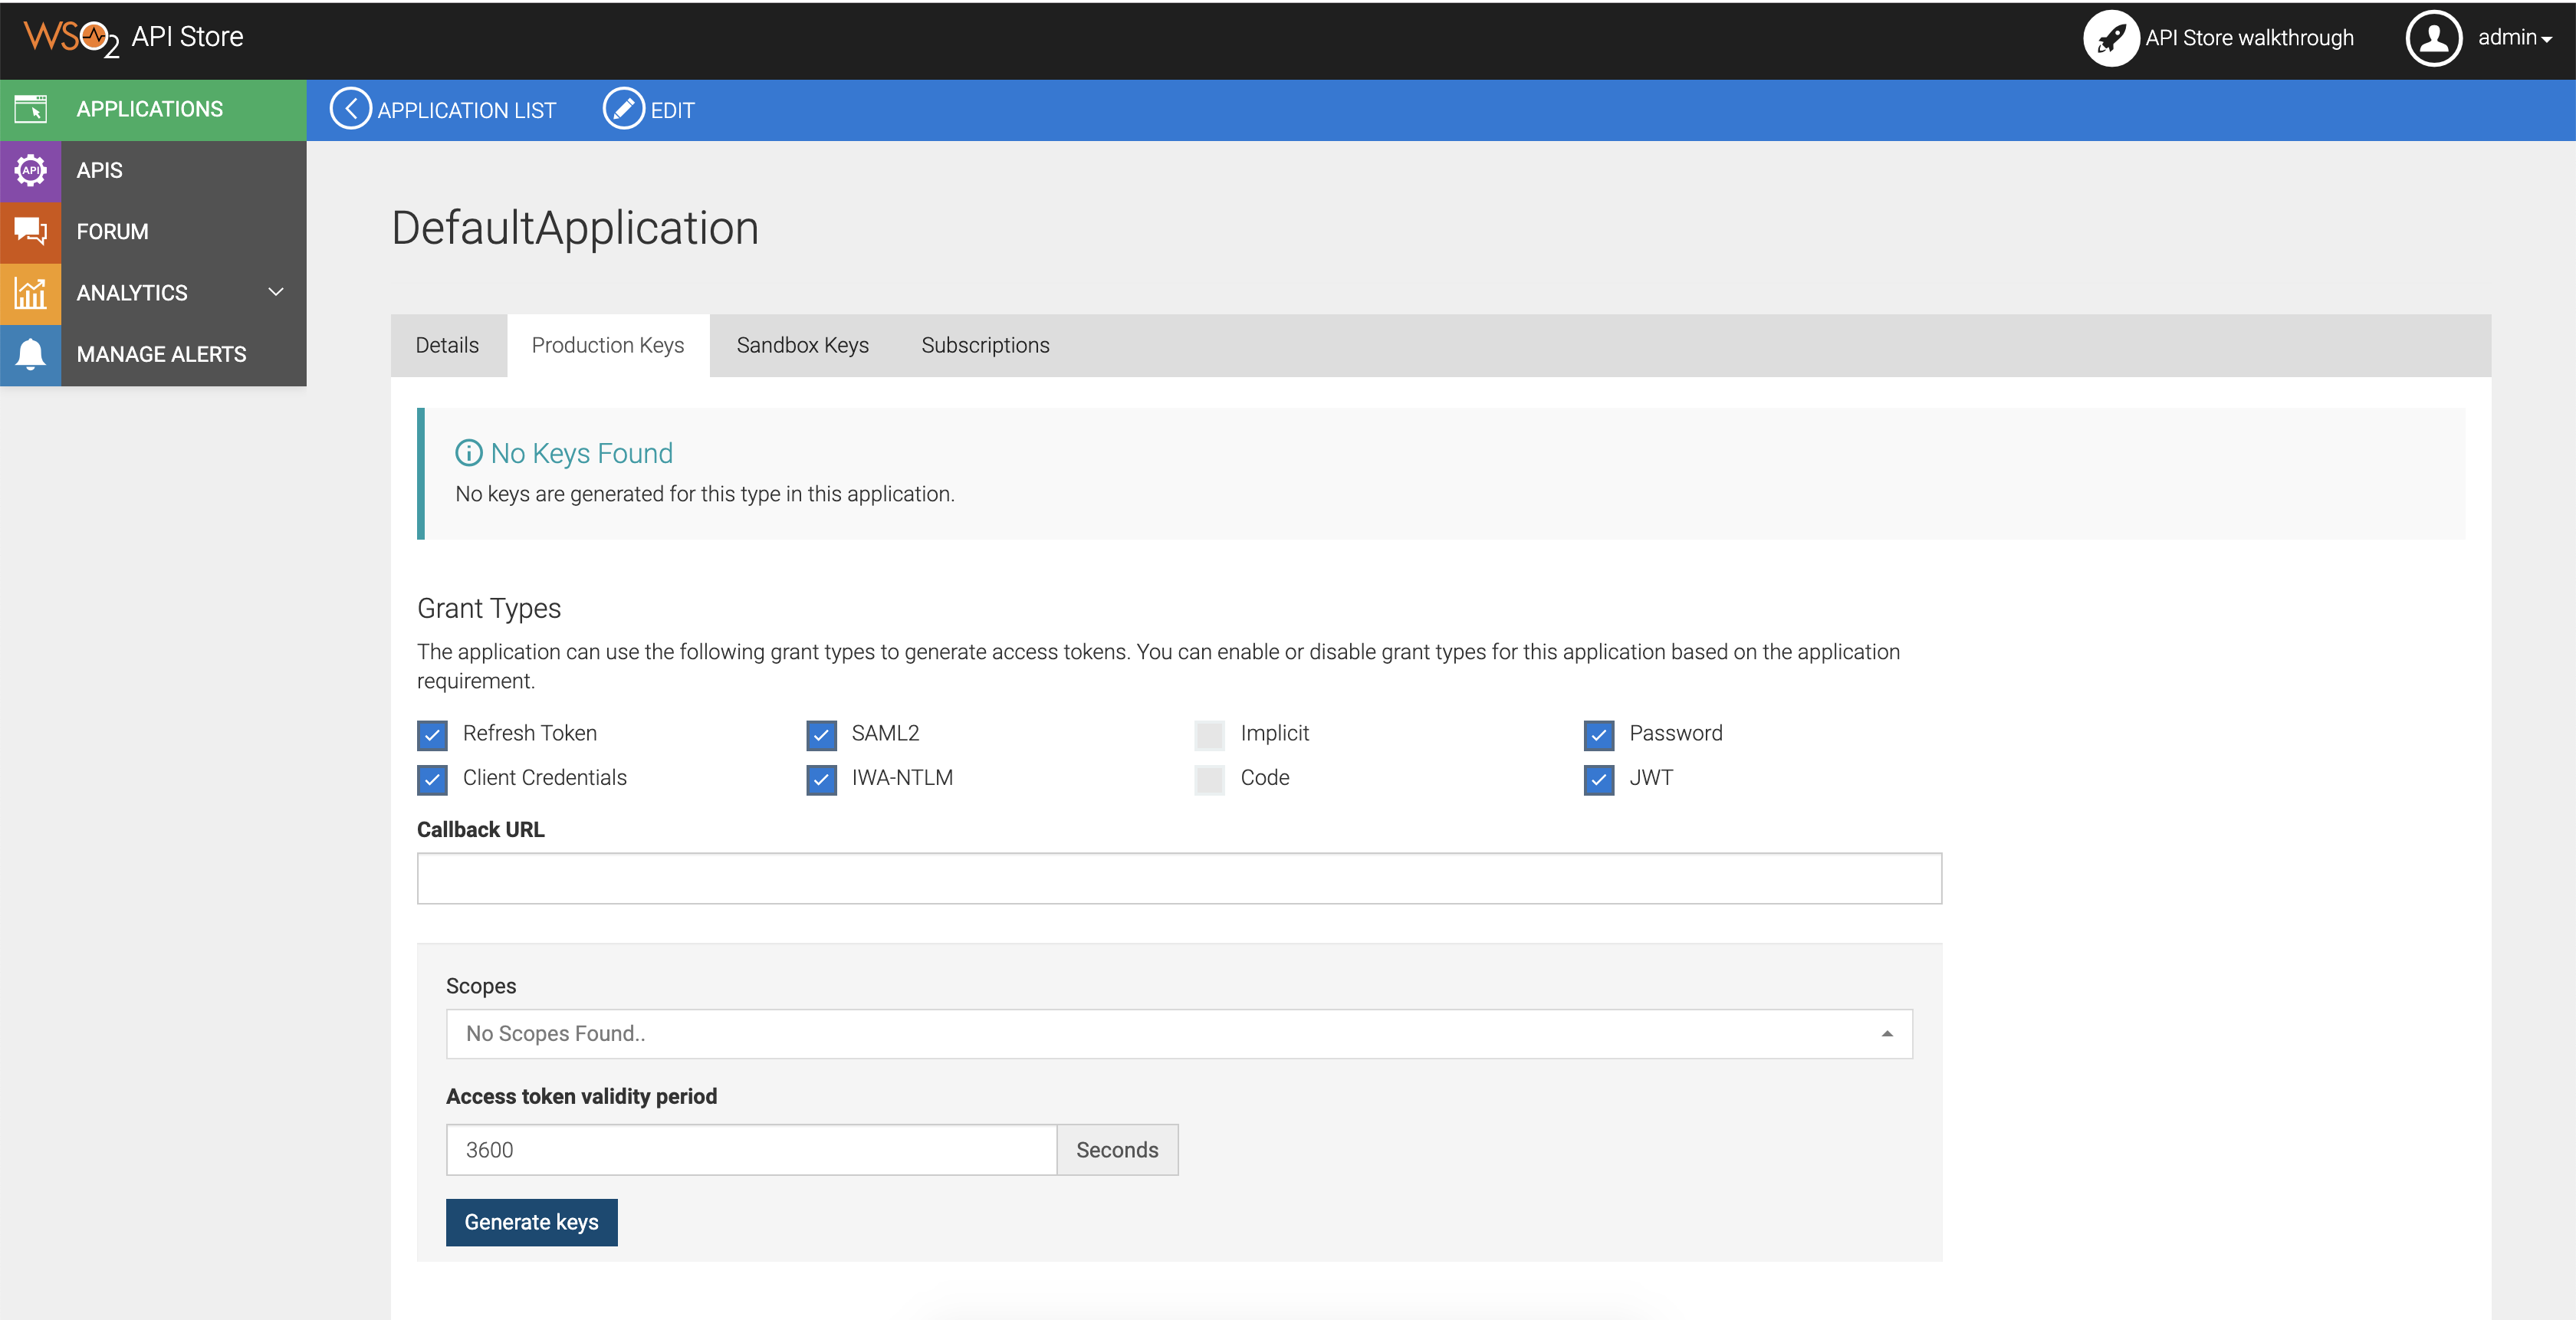 WSO2 API Store
API Store walkthrough
admin
APPLICATIONS
APPLICATION LIST
EDIT
API
APIS
FORUM
ANALYTICS
MANAGE ALERTS
DefaultApplication
Details
Production Keys
Sandbox Keys
Subscriptions
No Keys Found
No keys are generated for this type in this application.
Grant Types
The application can use the following grant types to generate access tokens. You can enable or disable grant types for this application based on the application
requirement.
Refresh Token
SAML2
Implicit
Password
Client Credentials
IWA-NTLM
Code
JWT
Callback URL
Scopes
No Scopes Found..
Access token validity period
3600
Seconds
Generate keys